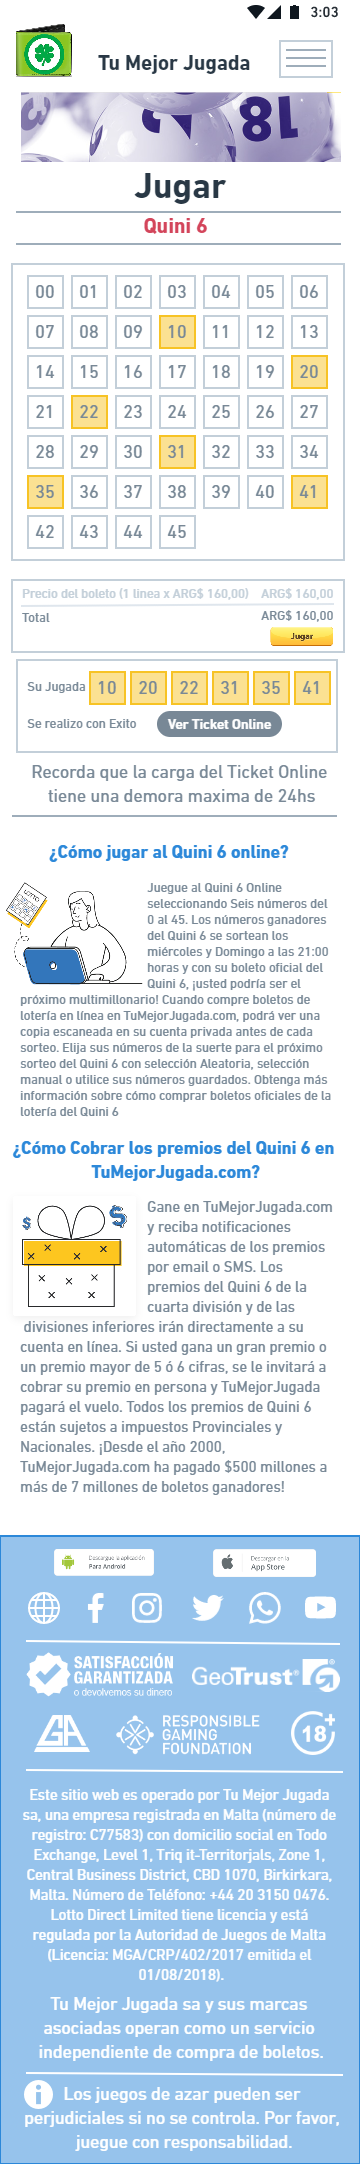 3:03
Tu Mejor Jugada
18
Jugar
Quini 6
00 01 02 03 04 05 06
07 08 09 10 11 12 13
14 15 16 17 18 19 20
21 22 23 24 25 26 27
28 29 30 31 32 33 34
35 36 37 38 39 40 41
42 43 44 45
Precio del boleto (1 linea x ARG$ 160,00) ARG$ 160,00
Total ARG$ 160,00
Jugar
Su Jugada 10 20 22 31 35 41
Se realizo con Exito Ver Ticket Online
Recorda que la carga del Ticket Online
tiene una demora maxima de 24hs
¿Cómo jugar al Quini 6 online?
LOTTO
Juegue al Quini 6 Online
seleccionando Seis números del
0 al 45. Los números ganadores
del Quini 6 se sortean los
miércoles y Domingo a las 21:00
horas y con su boleto oficial del
Quini 6, ¡usted podría ser el
próximo multimillonario! Cuando compre boletos de
lotería en línea en TuMejorJugada.com, podrá ver una
copia escaneada en su cuenta privada antes de cada
sorteo. Elija sus números de la suerte para el próximo
sorteo del Quini 6 con selección Aleatoria, selección
manual o utilice sus números guardados. Obtenga más
información sobre cómo comprar boletos oficiales de la
lotería del Quini 6
¿Cómo Cobrar los premios del Quini 6 en
TuMejorJugada.com?
$ $
Gane en TuMejorJugada.com
y reciba notificaciones
automáticas de los premios
por email o SMS. Los
premios del Quini 6 de la
cuarta división y de las
divisiones inferiores irán directamente a su
cuenta en línea. Si usted gana un gran premio o
un premio mayor de 5 ó 6 cifras, se le invitará a
cobrar su premio en persona y TuMejorJugada
pagará el vuelo. Todos los premios de Quini 6
están sujetos a impuestos Provinciales y
Nacionales. ¡Desde el año 2000,
TuMejorJugada.com ha pagado $500 millones a
más de 7 millones de boletos ganadores!
Descargue la aplicación
Para Android
Descargar en la
App Store
SATISFACCIÓN
GARANTIZADA
o devolvemos su dinero
GeoTrust®
GA
RESPONSIBLE
GAMING
FOUNDATION
18+
Este sitio web es operado por Tu Mejor Jugada
sa, una empresa registrada en Malta (número de
registro: C77583) con domicilio social en Todo
Exchange, Level 1, Triq it-Territorjals, Zone 1,
Central Business District, CBD 1070, Birkirkara,
Malta. Número de Teléfono: +44 20 3150 0476.
Lotto Direct Limited tiene licencia y está
regulada por la Autoridad de Juegos de Malta
(Licencia: MGA/CRP/402/2017 emitida el
01/08/2018).
Tu Mejor Jugada sa y sus marcas
asociadas operan como un servicio
independiente de compra de boletos.
Los juegos de azar pueden ser
perjudiciales si no se controla. Por favor,
juegue con responsabilidad.